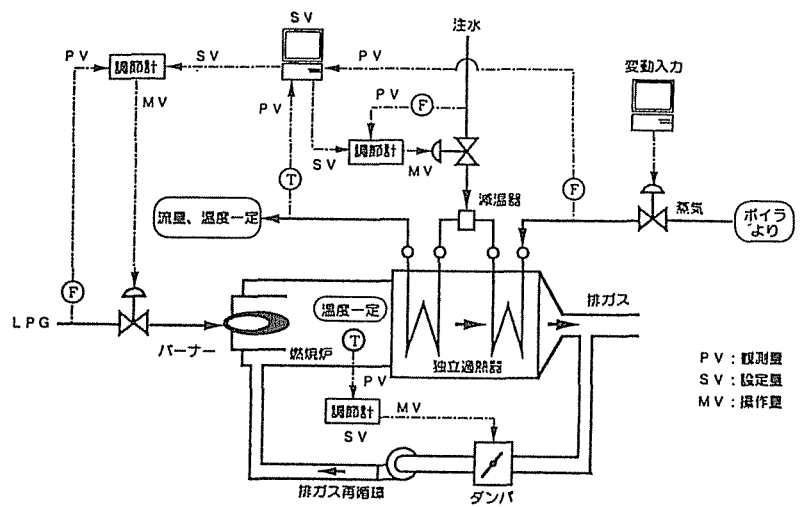 SV
注水
PV
SV
PV
変動入力
調節計
PV
F
MV
PV
SV
調節計
MV
T
減温器
F
蒸気
ボイラ
より
流量、温度一定
F
温度一定
排ガス
LPG
T
バーナー
燃焼炉
独立過熱器
PV
PV:観測量
調節計
MV
SV:設定量
SV
MV:操作量
排ガス再循環
ダンパ